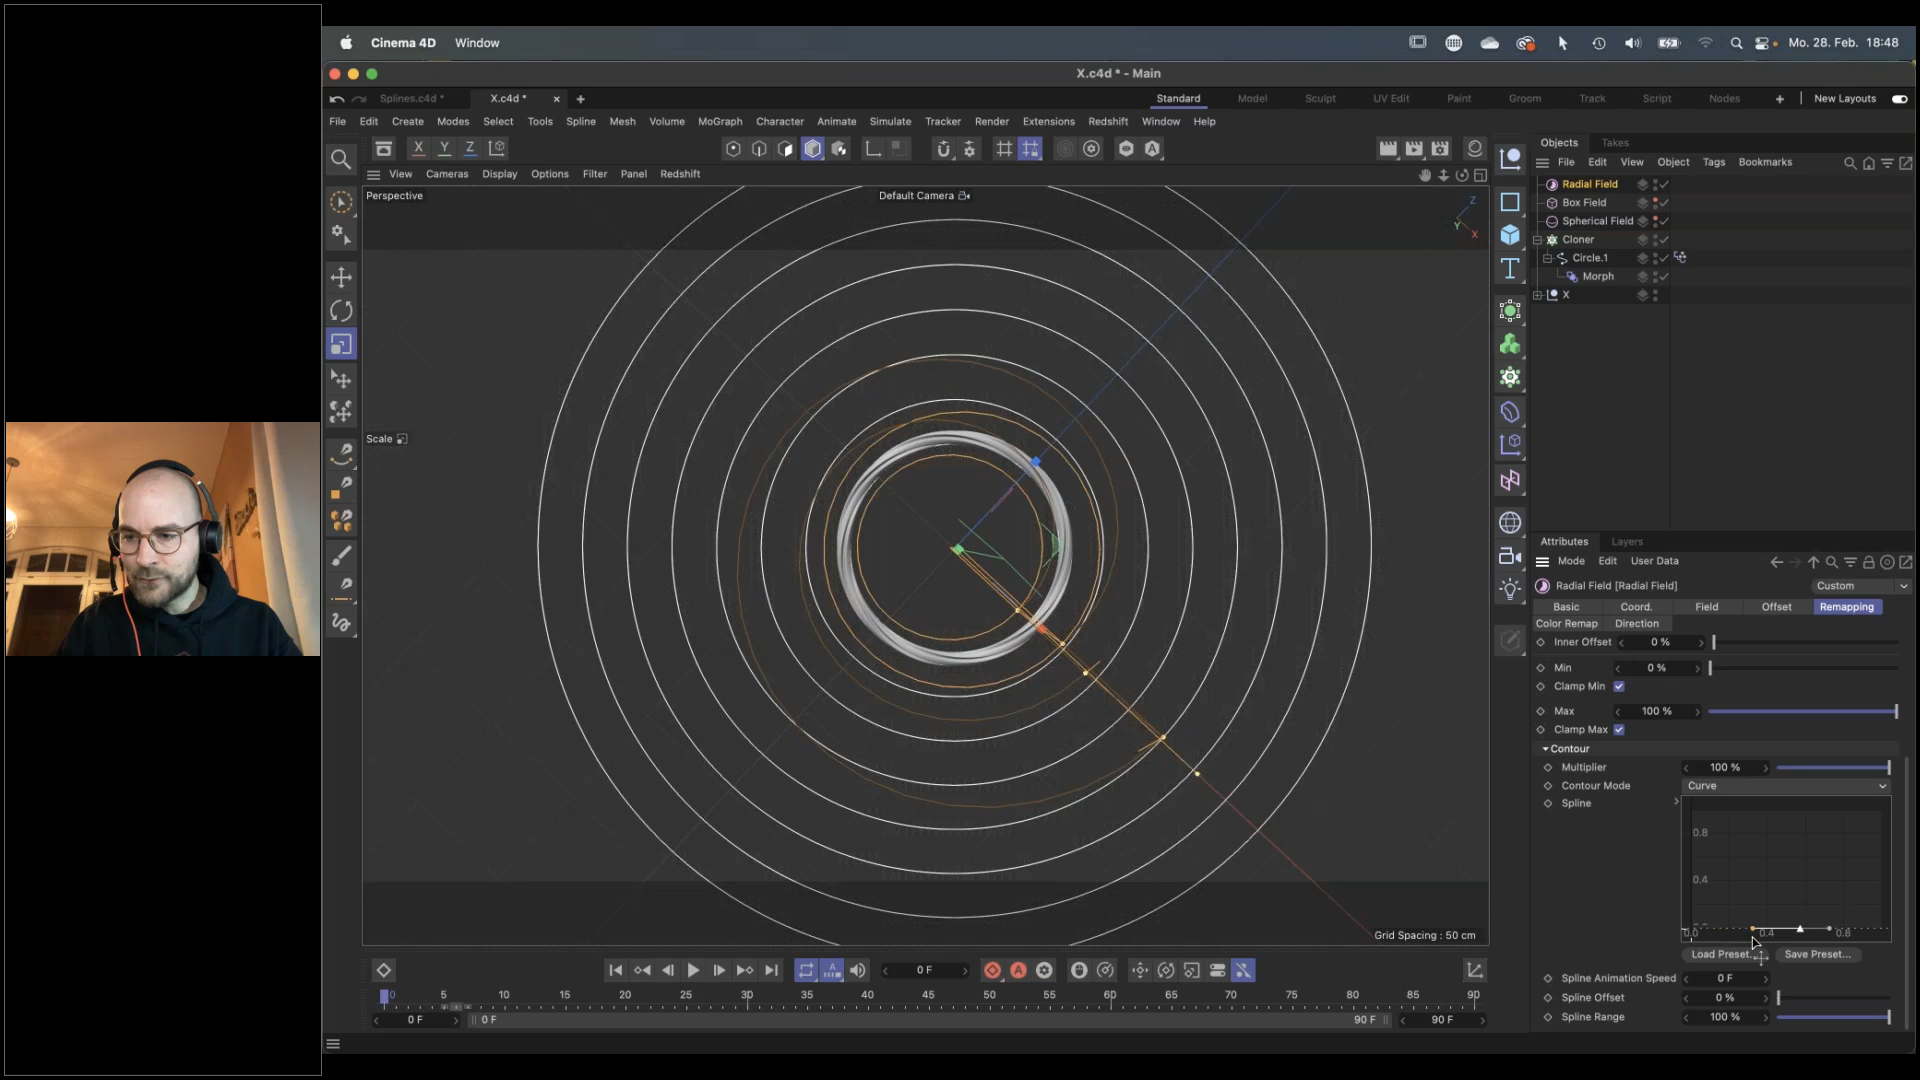 Cinema 4D Window
Mo. 28. Feb. 18:48
X.c4d * - Main
Splines.c4d *
X.c4d *
Standard Model Sculpt UV Edit Paint Groom Track Script Nodes + New Layouts
File Edit Create Modes Select Tools Spline Mesh Volume MoGraph Character Animate Simulate Tracker Render Extensions Redshift Window Help
X Y Z
View Cameras Display Options Filter Panel Redshift
Perspective
Default Camera
Z
Y
X
Scale
Grid Spacing : 50 cm
Objects Takes
File Edit View Object Tags Bookmarks
Radial Field
Box Field
Spherical Field
Cloner
Circle.1
Morph
X
Attributes Layers
Mode Edit User Data
Radial Field [Radial Field]
Custom
Basic Coord. Field Offset Remapping
Color Remap Direction
Inner Offset 0 %
Min 0 %
Clamp Min
Max 100 %
Clamp Max
Contour
Multiplier 100 %
Contour Mode Curve
Spline
0.8
0.4
0.0 0.4 0.8
Load Preset... Save Preset...
Spline Animation Speed 0 F
Spline Offset 0 %
Spline Range 100 %
0 F
0 5 10 15 20 25 30 35 40 45 50 55 60 65 70 75 80 85 90
0 F 0 F 90 F 90 F